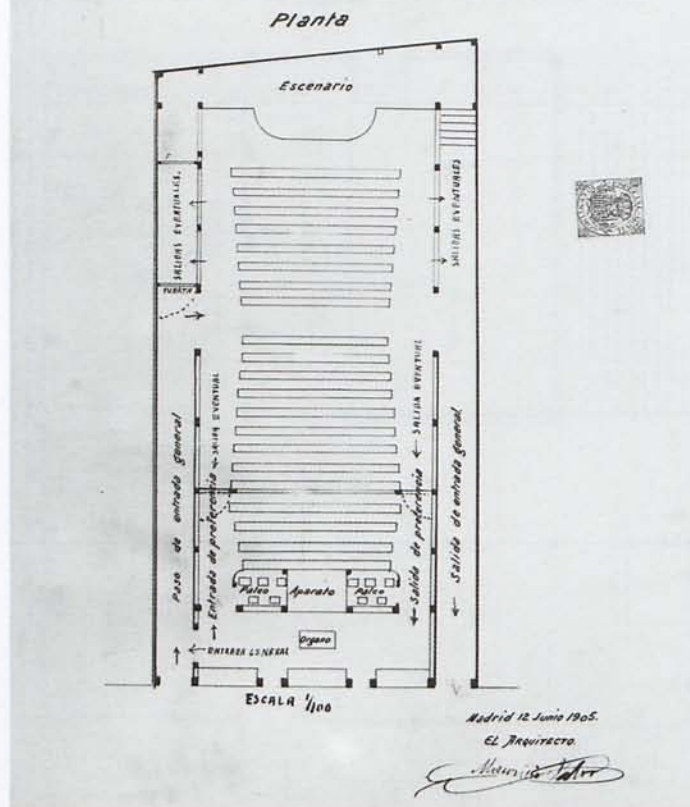 Planta
Escenario
SALIDAS EVENTUALES.
SALIDAS EVENTUALES
PUERTA
SALIDA EVENTUAL
SALIDA EVENTUAL
Paso de entrada general
Entrada de preferencia
Salida de preferencia
Salida de entrada general.
Palco
Aparato
Palco
Organo
ENTRADA GENERAL
ESCALA 1/100
Madrid 12 Junio 1905.
EL ARQUITECTO.